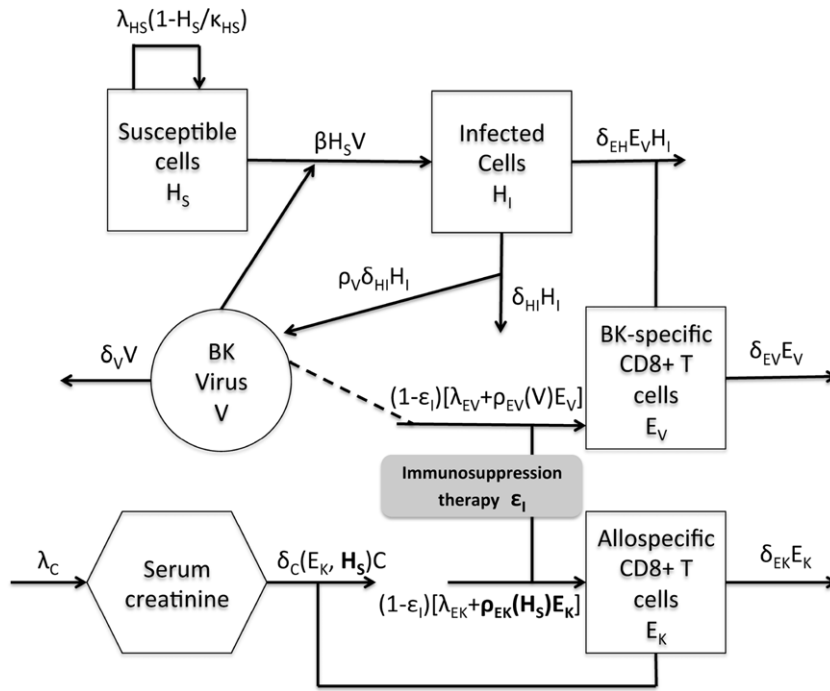 λHS(1-HS/κHS)
Susceptible
cells
HS
βHSV
Infected
Cells
HI
δEHEVHI
ρVδHIHI
δHIHI
δVV
BK
Virus
V
BK-specific
CD8+ T
cells
EV
δEVEV
(1-εI)[λEV+ρEV(V)EV]
Immunosuppression
therapy εI
λC
Serum
creatinine
δC(EK, HS)C
(1-εI)[λEK+ρEK(HS)EK]
Allospecific
CD8+ T
cells
EK
δEKEK